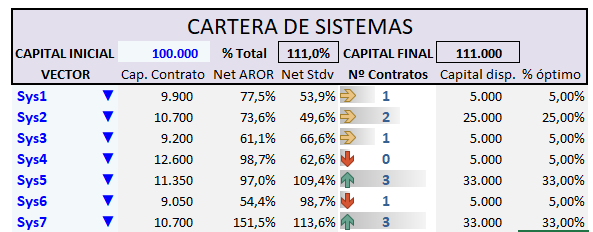 CARTERA DE SISTEMAS
CAPITAL INICIAL 100.000 % Total 111,0% CAPITAL FINAL 111.000
VECTOR Cap. Contrato Net AROR Net Stdv Nº Contratos Capital disp. % óptimo
Sys1 9.900 77,5% 53,9% 1 5.000 5,00%
Sys2 10.700 73,6% 49,6% 2 25.000 25,00%
Sys3 9.200 61,1% 66,6% 1 5.000 5,00%
Sys4 12.600 98,7% 62,6% 0 5.000 5,00%
Sys5 11.350 97,0% 109,4% 3 33.000 33,00%
Sys6 9.050 54,4% 98,7% 1 5.000 5,00%
Sys7 10.700 151,5% 113,6% 3 33.000 33,00%